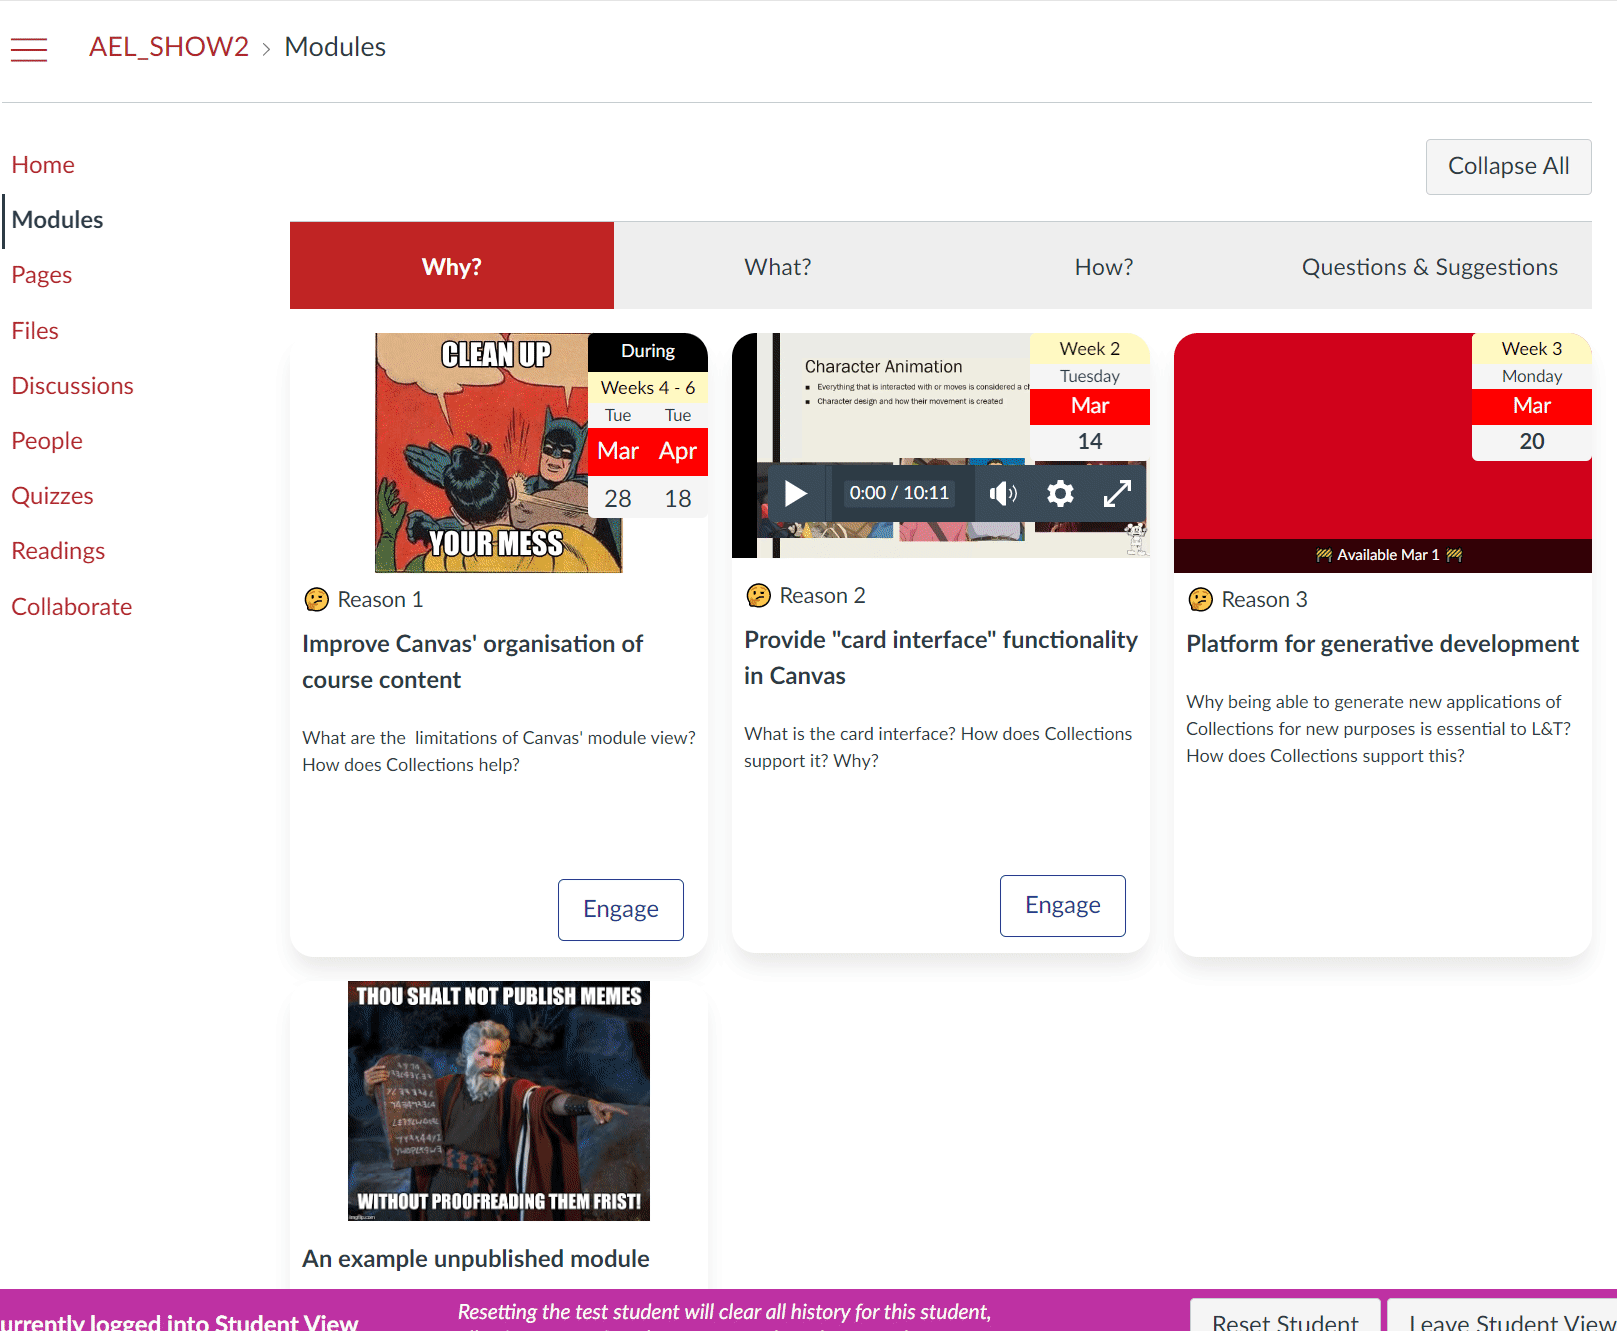 AEL_SHOW2 > Modules
Home
Modules
Pages
Files
Discussions
People
Quizzes
Readings
Collaborate
Collapse All
Why?
What?
How?
Questions & Suggestions
CLEAN UP
YOUR MESS
During
Weeks 4 - 6
Tue Tue
Mar Apr
28 18
🤔 Reason 1
Improve Canvas' organisation of
course content
What are the limitations of Canvas' module view?
How does Collections help?
Engage
Character Animation
Everything that is interacted with or moves is considered a
Character design and how their movement is created
Week 2
Tuesday
Mar
14
0:00 / 10:11
🤔 Reason 2
Provide "card interface" functionality
in Canvas
What is the card interface? How does Collections
support it? Why?
Engage
Week 3
Monday
Mar
20
🚧 Available Mar 1 🚧
🤔 Reason 3
Platform for generative development
Why being able to generate new applications of
Collections for new purposes is essential to L&T?
How does Collections support this?
THOU SHALT NOT PUBLISH MEMES
WITHOUT PROOFREADING THEM FRIST!
imgflip.com
An example unpublished module
urrently logged into Student View
Resetting the test student will clear all history for this student,
Reset Student
Leave Student View